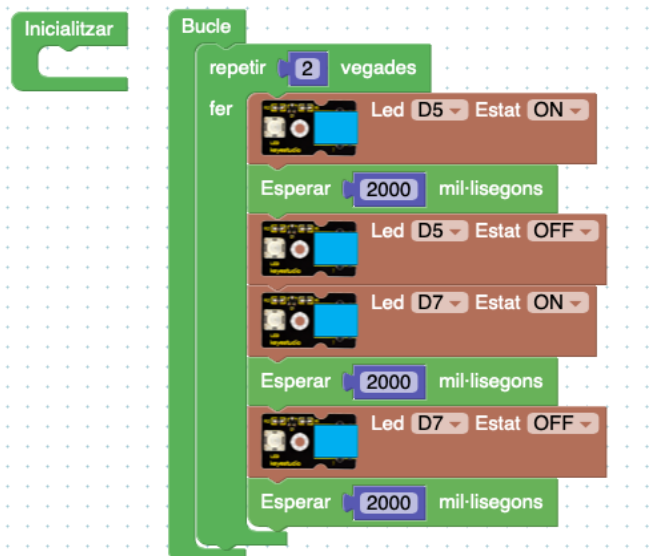 Inicialitzar
Bucle
repetir 2 vegades
fer
Led D5 Estat ON
Esperar 2000 mil·lisegons
Led D5 Estat OFF
Led D7 Estat ON
Esperar 2000 mil·lisegons
Led D7 Estat OFF
Esperar 2000 mil·lisegons